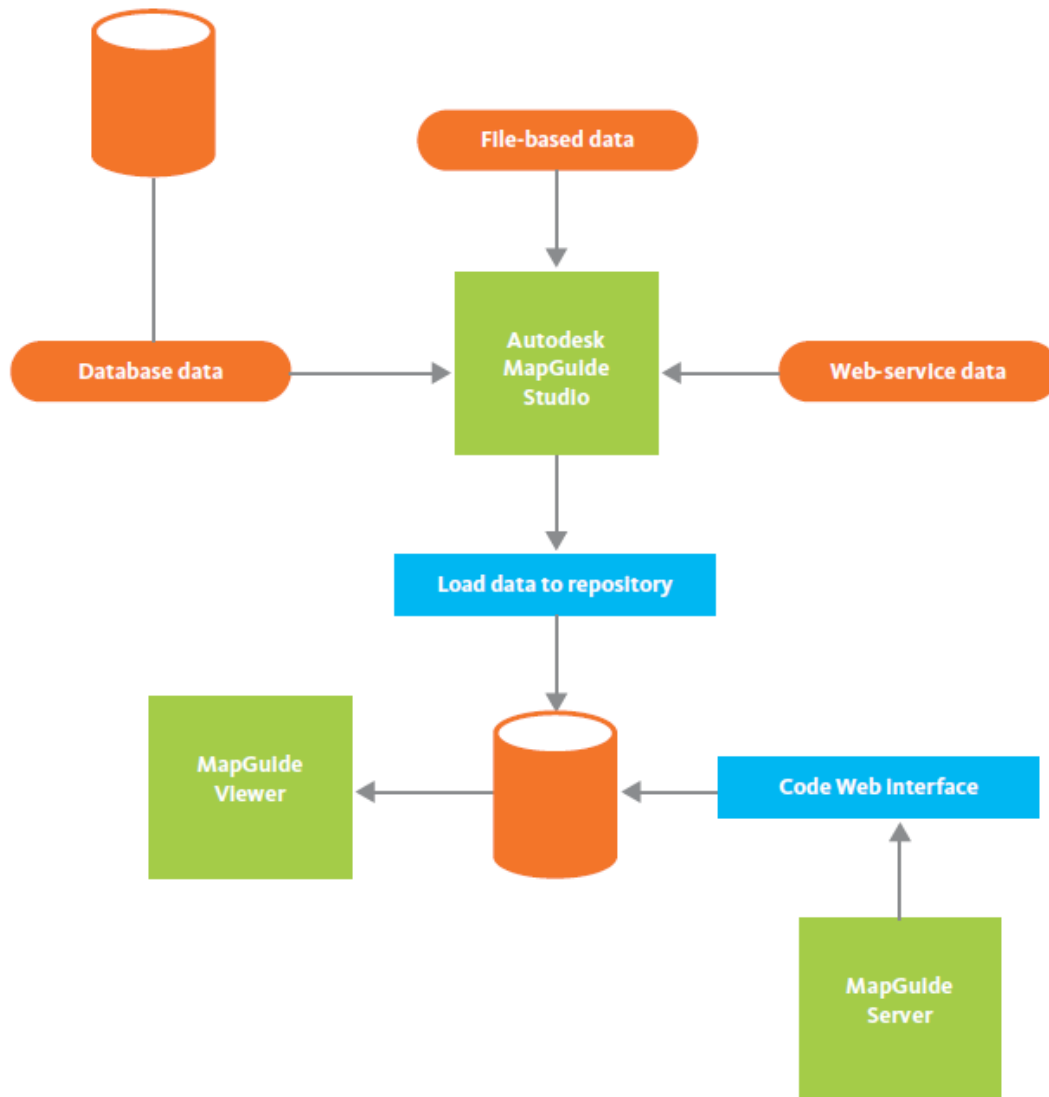 File-based data
Autodesk
MapGuide
Studio
Database data
Web-service data
Load data to repository
MapGuide
Viewer
Code Web Interface
MapGuide
Server